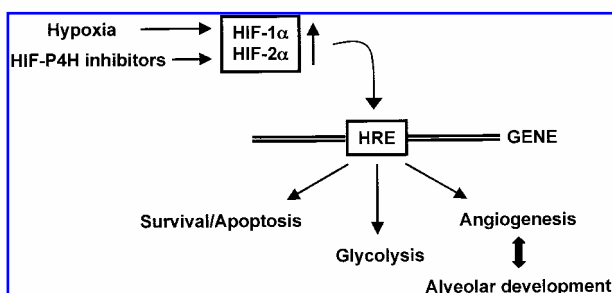 Hypoxia
HiF-P4H inhibitors
HiF-1α
HiF-2α
HRE
GENE
Survival/Apoptosis
Glycolysis
Angiogenesis
Alveolar development